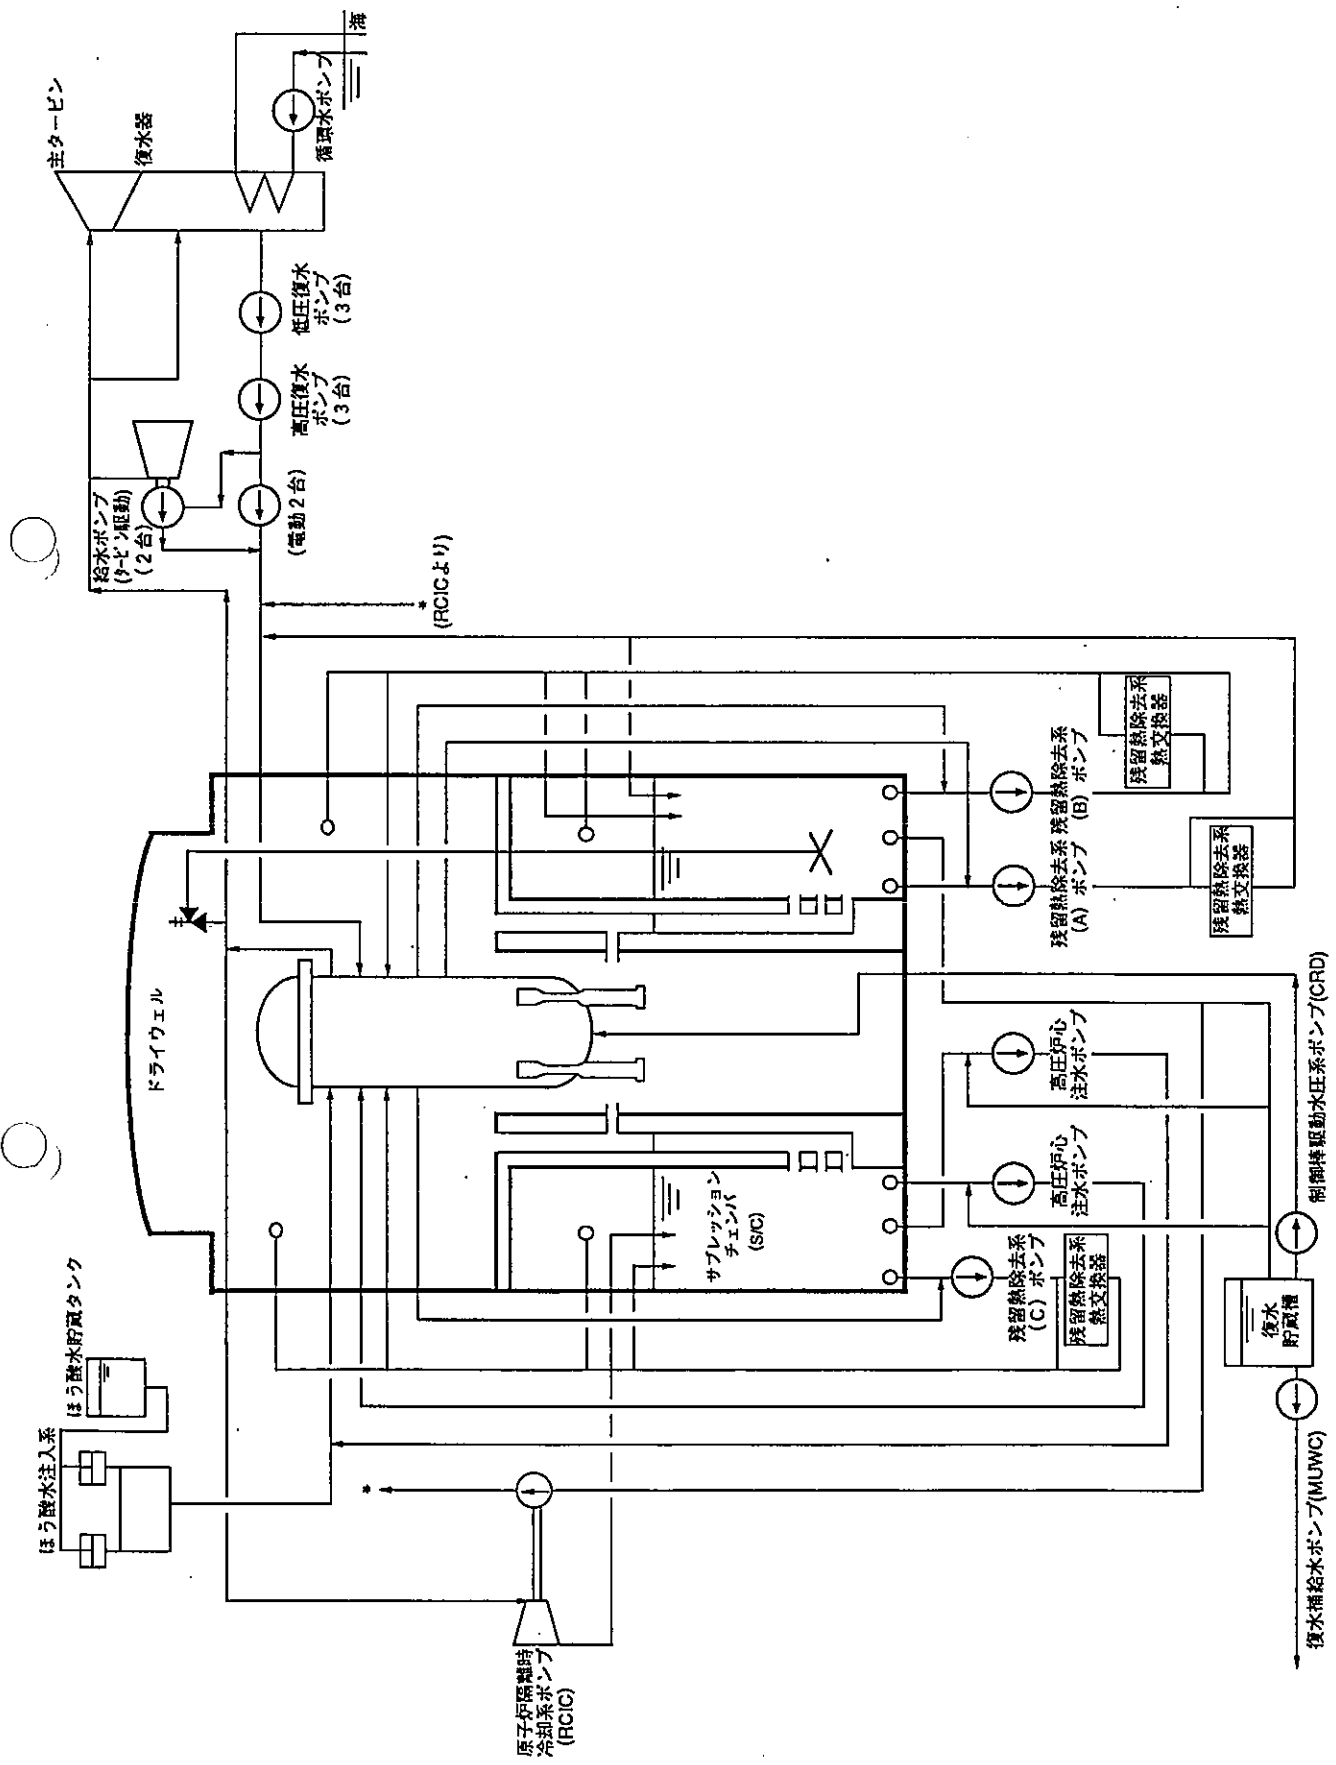 主タービン
復水器
海
循環水ポンプ
低圧復水
ポンプ
(3台)
高圧復水
ポンプ
(3台)
給水ポンプ
(タービン駆動)
(2台)
(電動2台)
*
(RCICより)
ドライウェル
ほう酸水貯蔵タンク
ほう酸水注入系
*
原子炉隔離時
冷却系ポンプ
(RCIC)
サプレッション
チェンバ
(S/C)
残留熱除去系
(C) ポンプ
残留熱除去系
熱交換器
高圧炉心
注水ポンプ
高圧炉心
注水ポンプ
残留熱除去系
(A) ポンプ
残留熱除去系
(B) ポンプ
残留熱除去系
熱交換器
残留熱除去系
熱交換器
復水
貯蔵槽
制御棒駆動水圧系ポンプ(CRD)
復水補給水ポンプ(MUWC)